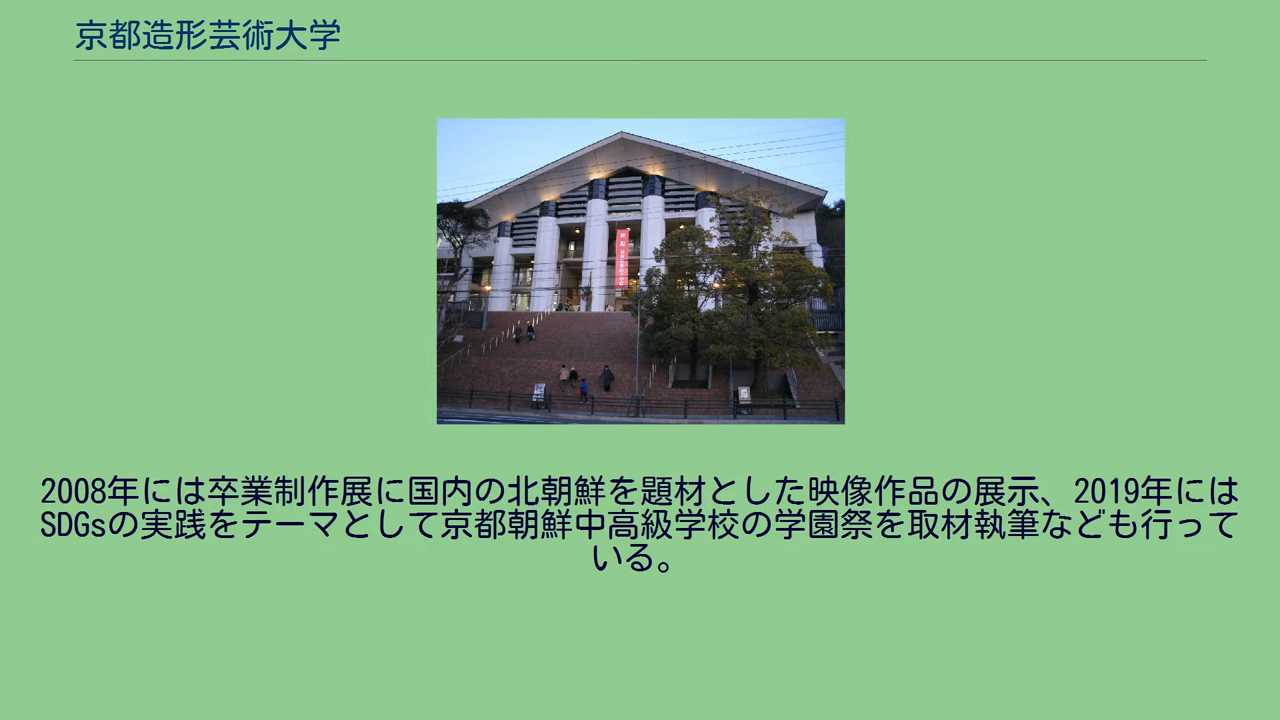 京都造形芸術大学
2008年には卒業制作展に国内の北朝鮮を題材とした映像作品の展示、2019年には
SDGsの実践をテーマとして京都朝鮮中高級学校の学園祭を取材執筆なども行って
いる。